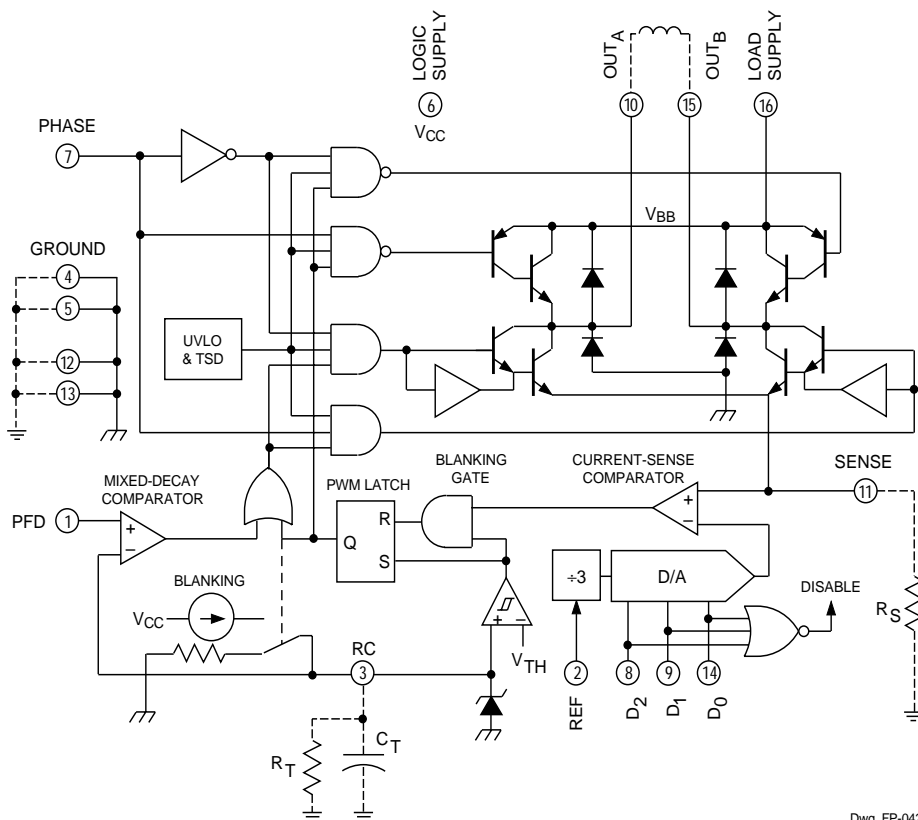 LOGIC
SUPPLY
6
VCC
OUTA
10
OUTB
15
LOAD
SUPPLY
16
PHASE
7
VBB
GROUND
4
5
12
13
UVLO
& TSD
MIXED-DECAY
COMPARATOR
PWM LATCH
BLANKING
GATE
CURRENT-SENSE
COMPARATOR
SENSE
11
PFD
1
+
–
Q
R
S
+
–
BLANKING
VCC
RC
3
+
–
VTH
÷3
D/A
DISABLE
RS
REF
2
8
9
14
D2
D1
D0
RT
CT